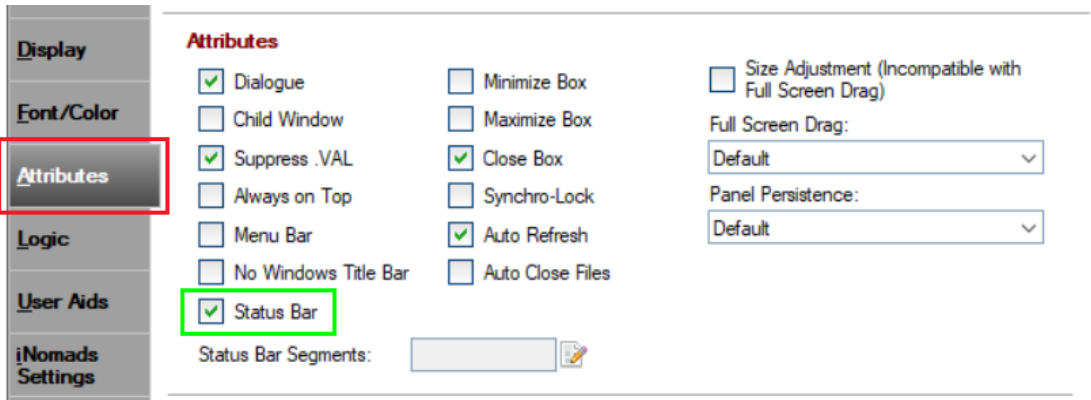 Display
Font/Color
Attributes
Logic
User Aids
iNomads
Settings
Attributes
Dialogue
Child Window
Suppress .VAL
Always on Top
Menu Bar
No Windows Title Bar
Status Bar
Status Bar Segments:
Minimize Box
Maximize Box
Close Box
Synchro-Lock
Auto Refresh
Auto Close Files
Size Adjustment (Incompatible with
Full Screen Drag)
Full Screen Drag:
Default
Panel Persistence:
Default